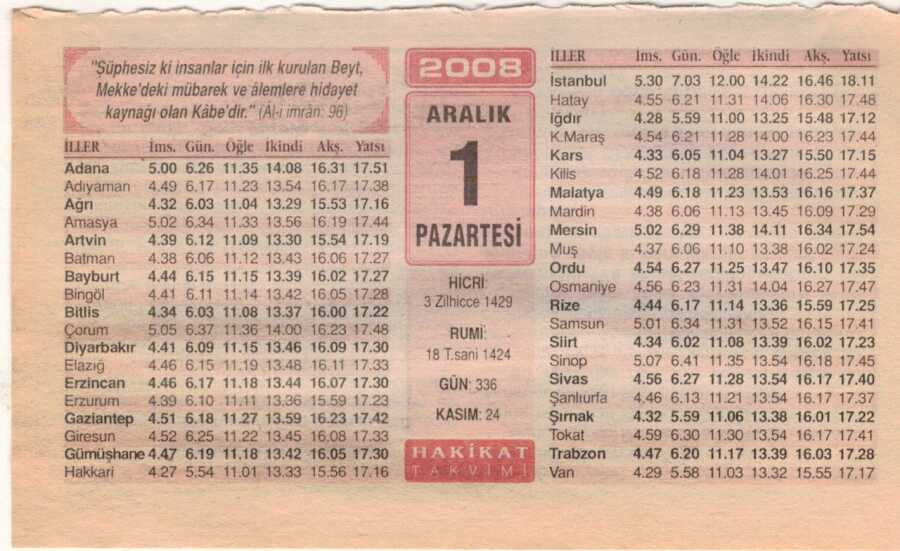 "Şüphesiz ki insanlar için ilk kurulan Beyt,
Mekke'deki mübarek ve âlemlere hidayet
kaynağı olan Kâbe'dir." (Âl-i imrân: 96)
İLLER İms. Gün. Öğle İkindi Akş. Yatsı
Adana 5.00 6.26 11.35 14.08 16.31 17.51
Adıyaman 4.49 6.17 11.23 13.54 16.17 17.38
Ağrı 4.32 6.03 11.04 13.29 15.53 17.16
Amasya 5.02 6.34 11.33 13.56 16.19 17.44
Artvin 4.39 6.12 11.09 13.30 15.54 17.19
Batman 4.38 6.06 11.12 13.43 16.06 17.27
Bayburt 4.44 6.15 11.15 13.39 16.02 17.27
Bingöl 4.41 6.11 11.14 13.42 16.05 17.28
Bitlis 4.34 6.03 11.08 13.37 16.00 17.22
Çorum 5.05 6.37 11.36 14.00 16.23 17.48
Diyarbakır 4.41 6.09 11.15 13.46 16.09 17.30
Elazığ 4.46 6.15 11.19 13.48 16.11 17.33
Erzincan 4.46 6.17 11.18 13.44 16.07 17.30
Erzurum 4.39 6.10 11.11 13.36 15.59 17.23
Gaziantep 4.51 6.18 11.27 13.59 16.23 17.42
Giresun 4.52 6.25 11.22 13.45 16.08 17.33
Gümüşhane 4.47 6.19 11.18 13.42 16.05 17.30
Hakkari 4.27 5.54 11.01 13.33 15.56 17.16
2008
ARALIK
1
PAZARTESİ
HİCRİ:
3 Zilhicce 1429
RUMİ:
18 T.sani 1424
GÜN: 336
KASIM: 24
HAKİKAT
TAKVİMİ
İLLER İms. Gün. Öğle İkindi Akş. Yatsı
İstanbul 5.30 7.03 12.00 14.22 16.46 18.11
Hatay 4.55 6.21 11.31 14.06 16.30 17.48
Iğdır 4.28 5.59 11.00 13.25 15.48 17.12
K.Maraş 4.54 6.21 11.28 14.00 16.23 17.44
Kars 4.33 6.05 11.04 13.27 15.50 17.15
Kilis 4.52 6.18 11.28 14.01 16.25 17.44
Malatya 4.49 6.18 11.23 13.53 16.16 17.37
Mardin 4.38 6.06 11.13 13.45 16.09 17.29
Mersin 5.02 6.29 11.38 14.11 16.34 17.54
Muş 4.37 6.06 11.10 13.38 16.02 17.24
Ordu 4.54 6.27 11.25 13.47 16.10 17.35
Osmaniye 4.56 6.23 11.31 14.04 16.27 17.47
Rize 4.44 6.17 11.14 13.36 15.59 17.25
Samsun 5.01 6.34 11.31 13.52 16.15 17.41
Siirt 4.34 6.02 11.08 13.39 16.02 17.23
Sinop 5.07 6.41 11.35 13.54 16.18 17.45
Sivas 4.56 6.27 11.28 13.54 16.17 17.40
Şanlıurfa 4.46 6.13 11.21 13.54 16.17 17.37
Şırnak 4.32 5.59 11.06 13.38 16.01 17.22
Tokat 4.59 6.30 11.30 13.54 16.17 17.41
Trabzon 4.47 6.20 11.17 13.39 16.03 17.28
Van 4.29 5.58 11.03 13.32 15.55 17.17